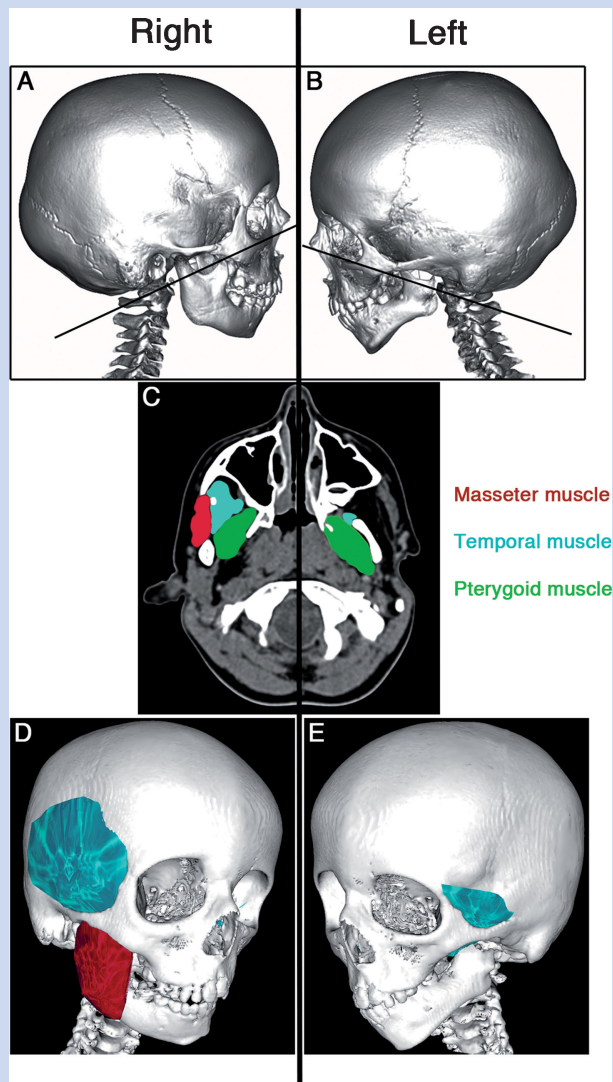 Right
Left
A
B
C
Masseter muscle
Temporal muscle
Pterygoid muscle
D
E